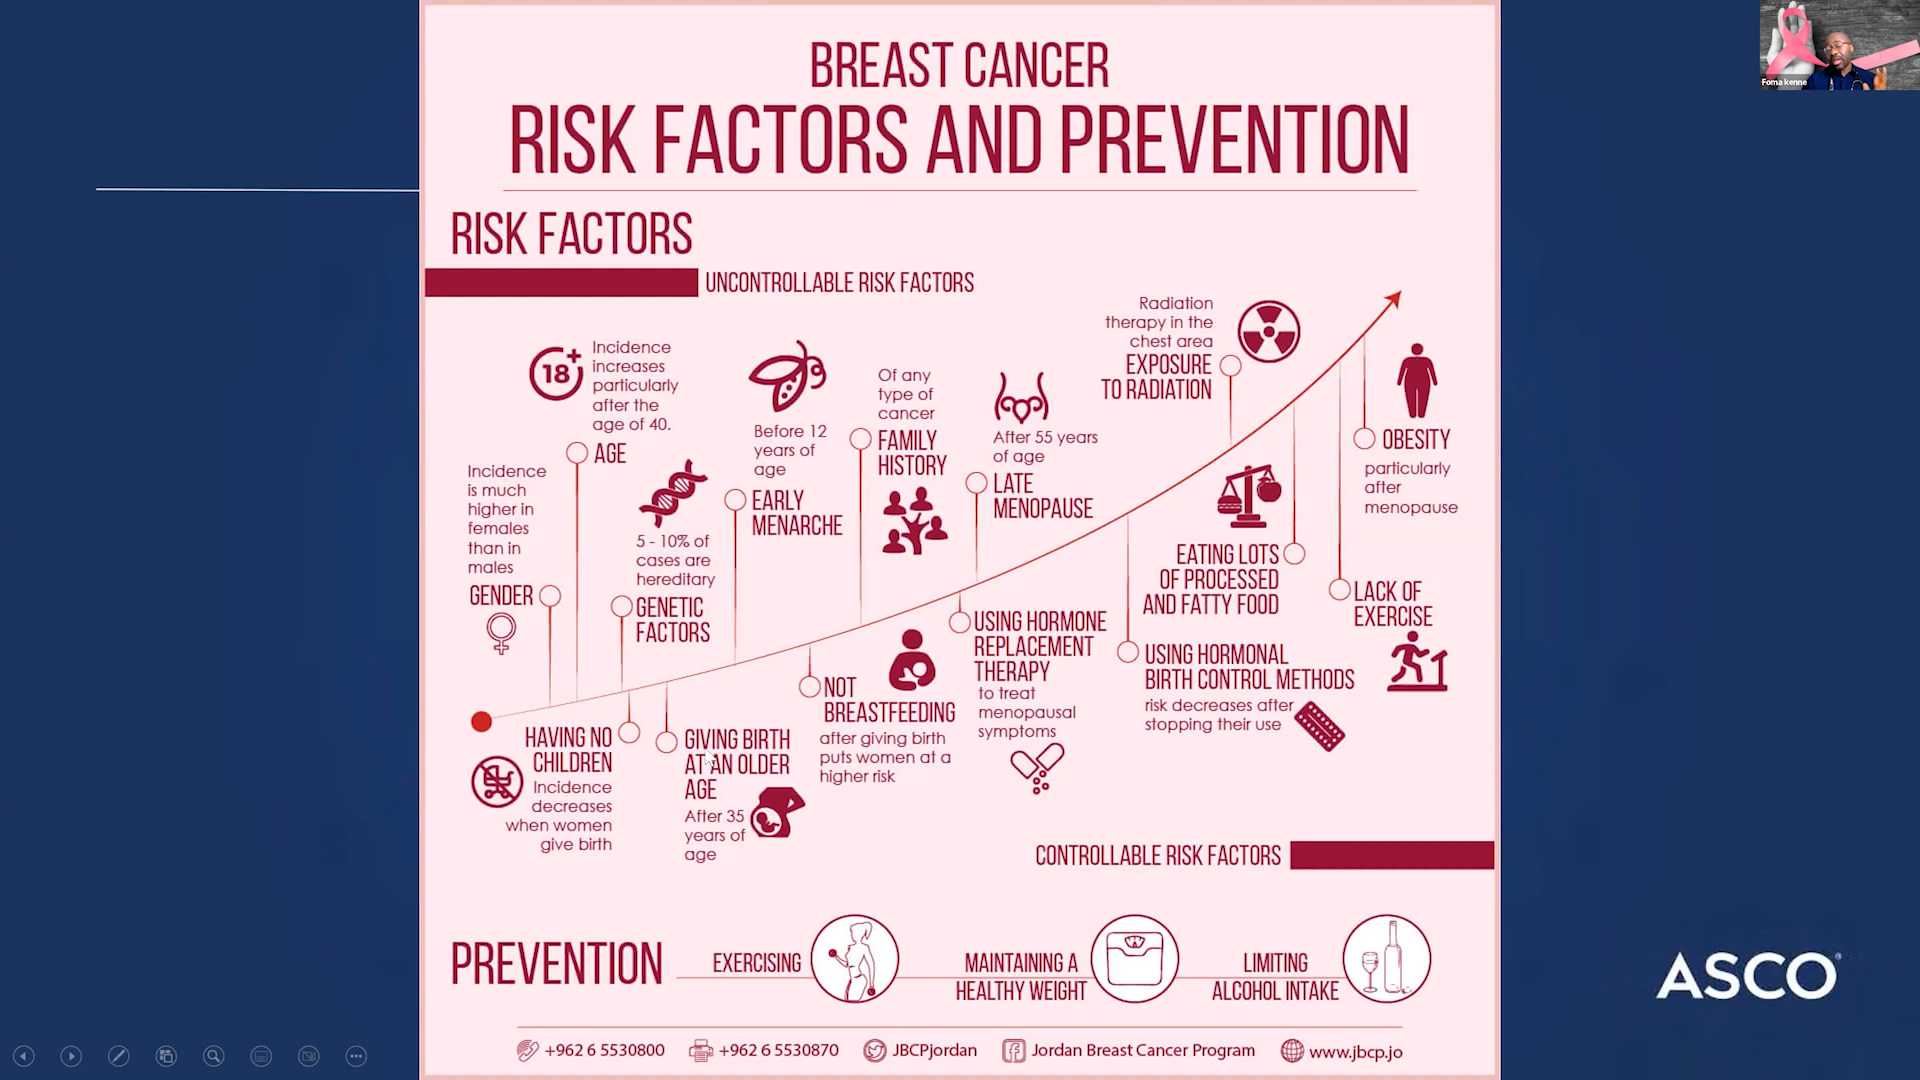 BREAST CANCER
RISK FACTORS AND PREVENTION
Foma kenne
RISK FACTORS
UNCONTROLLABLE RISK FACTORS
Incidence
is much
higher in
females
than in
males
GENDER
18+
Incidence
increases
particularly
after the
age of 40.
AGE
5 - 10% of
cases are
hereditary
GENETIC
FACTORS
Before 12
years of
age
EARLY
MENARCHE
Of any
type of
cancer
FAMILY
HISTORY
After 55 years
of age
LATE
MENOPAUSE
Radiation
therapy in the
chest area
EXPOSURE
TO RADIATION
HAVING NO
CHILDREN
Incidence
decreases
when women
give birth
GIVING BIRTH
AT AN OLDER
AGE
After 35
years of
age
NOT
BREASTFEEDING
after giving birth
puts women at a
higher risk
USING HORMONE
REPLACEMENT
THERAPY
to treat
menopausal
symptoms
USING HORMONAL
BIRTH CONTROL METHODS
risk decreases after
stopping their use
EATING LOTS
OF PROCESSED
AND FATTY FOOD
LACK OF
EXERCISE
OBESITY
particularly
after
menopause
CONTROLLABLE RISK FACTORS
PREVENTION
EXERCISING
MAINTAINING A
HEALTHY WEIGHT
LIMITING
ALCOHOL INTAKE
+962 6 5530800
+962 6 5530870
JBCPjordan
Jordan Breast Cancer Program
www.jbcp.jo
ASCO®